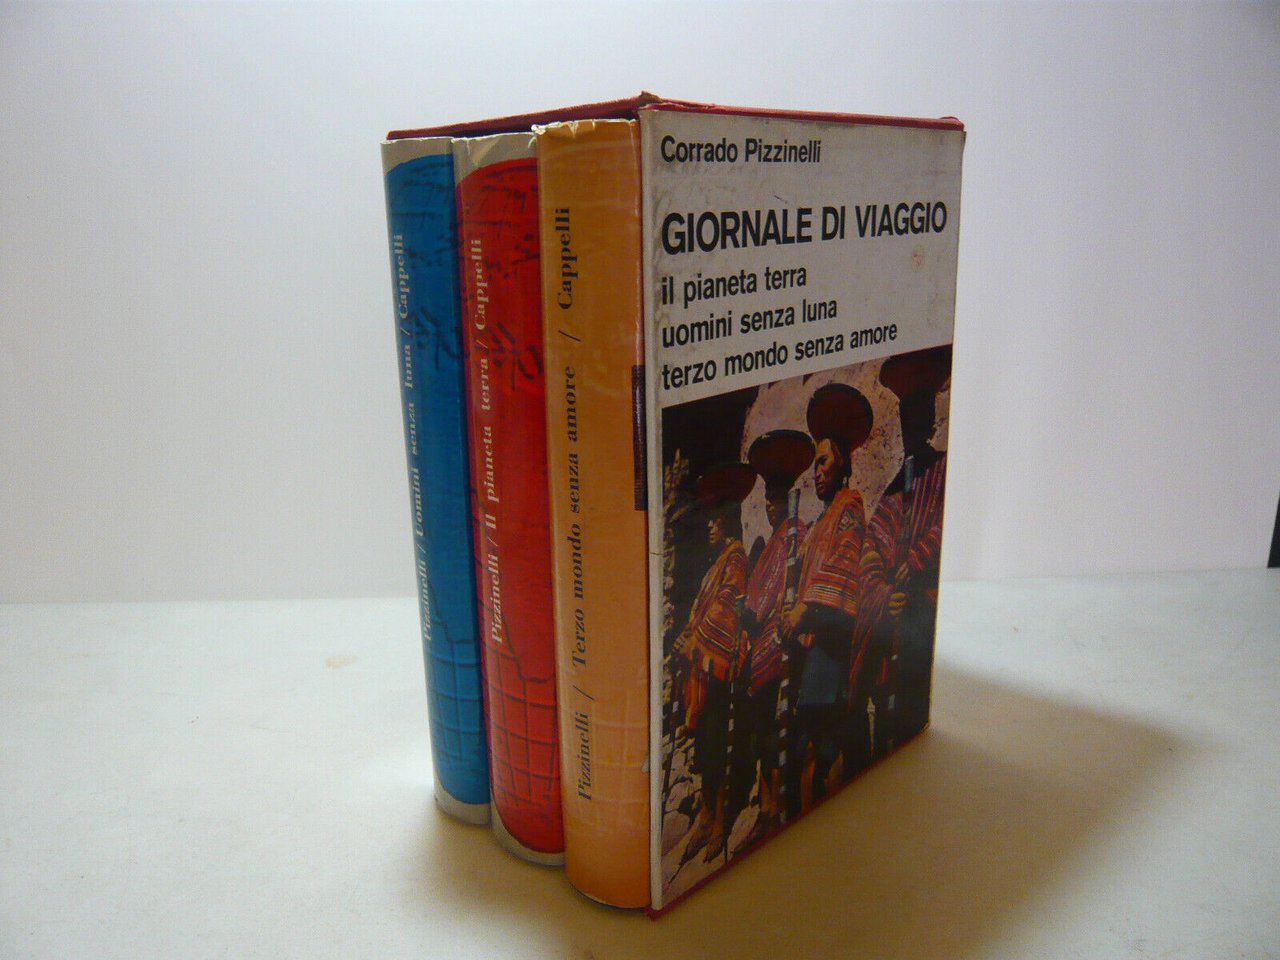 Corrado Pizzinelli
GIORNALE DI VIAGGIO
il pianeta terra
uomini senza luna
terzo mondo senza amore
Pizzinelli / Uomini senza luna / Cappelli
Pizzinelli / Il pianeta terra / Cappelli
Pizzinelli / Terzo mondo senza amore / Cappelli